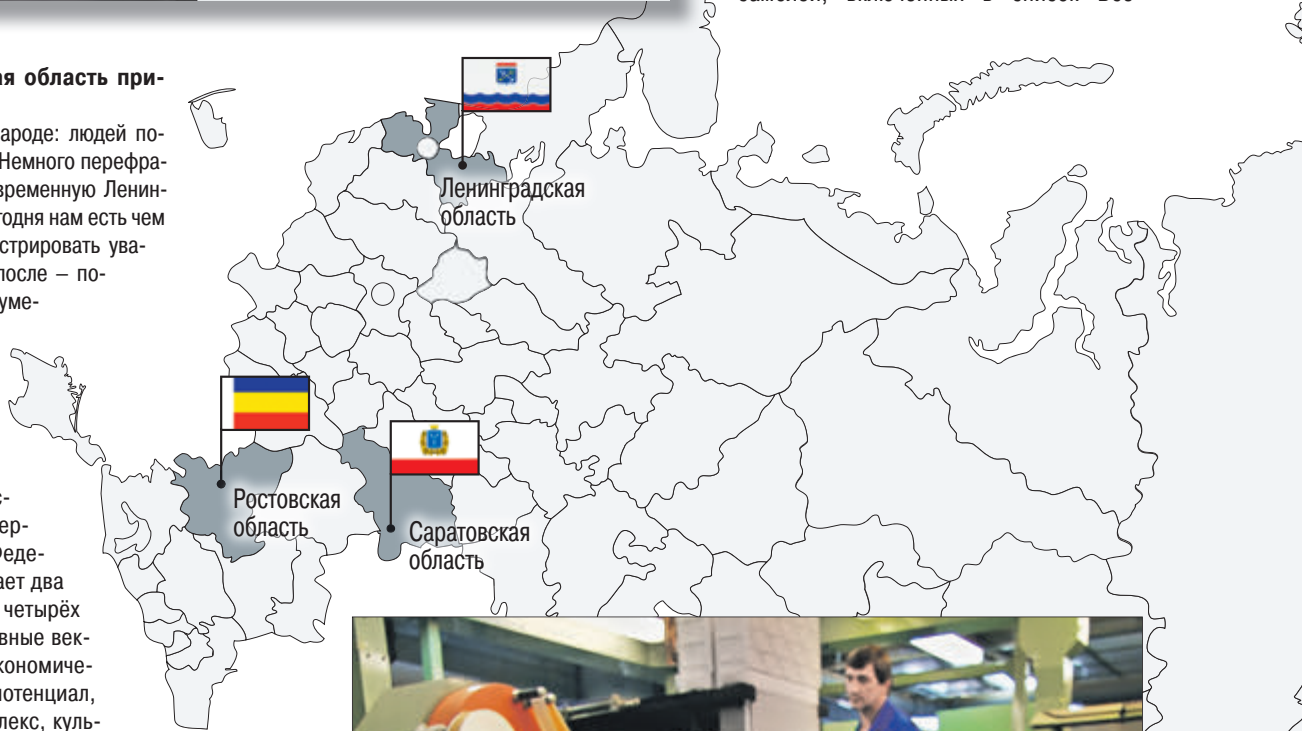 ая область при-
ароде: людей по-
Немного перефра-
временную Ленин-
годня нам есть чем
стрировать ува-
после – по-
уме-
с-
ер-
Феде-
ает два
четырёх
вные век-
кономиче-
потенциал,
лекс, куль-
Ленинградская
область
Ростовская
область
Саратовская
область